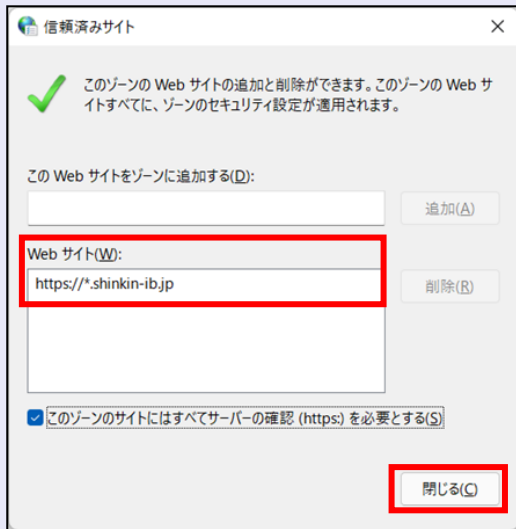 信頼済みサイト
このゾーンの Web サイトの追加と削除ができます。このゾーンの Web サ
イトすべてに、ゾーンのセキュリティ設定が適用されます。
この Web サイトをゾーンに追加する(D):
追加(A)
Web サイト(W):
https://*.shinkin-ib.jp
削除(R)
このゾーンのサイトにはすべてサーバーの確認 (https:) を必要とする(S)
閉じる(C)